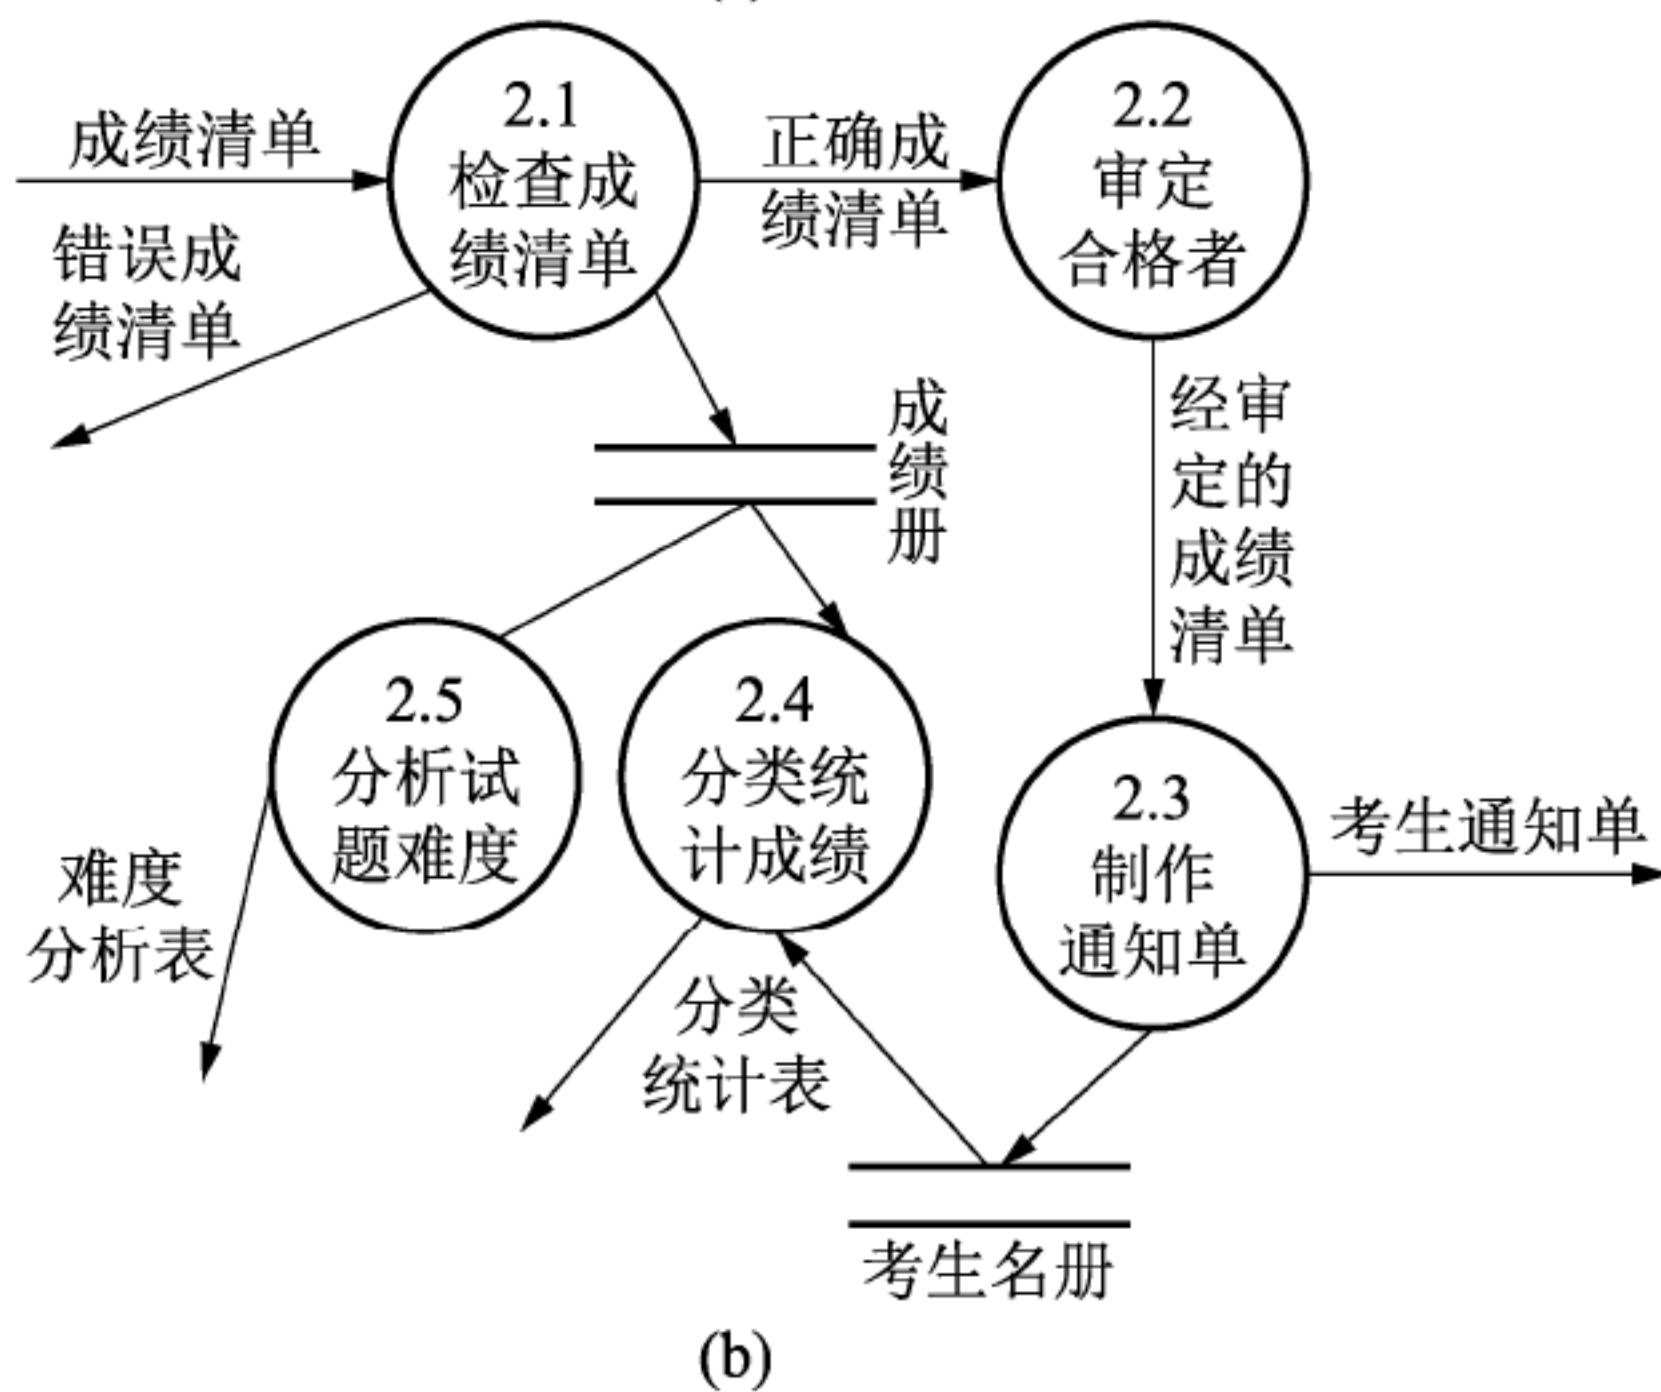 成绩清单
错误成
绩清单
2.1
检查成
绩清单
正确成
绩清单
2.2
审定
合格者
成
绩
册
经审
定的
成绩
清单
2.5
分析试
题难度
2.4
分类统
计成绩
2.3
制作
通知单
考生通知单
难度
分析表
分类
统计表
考生名册
(b)